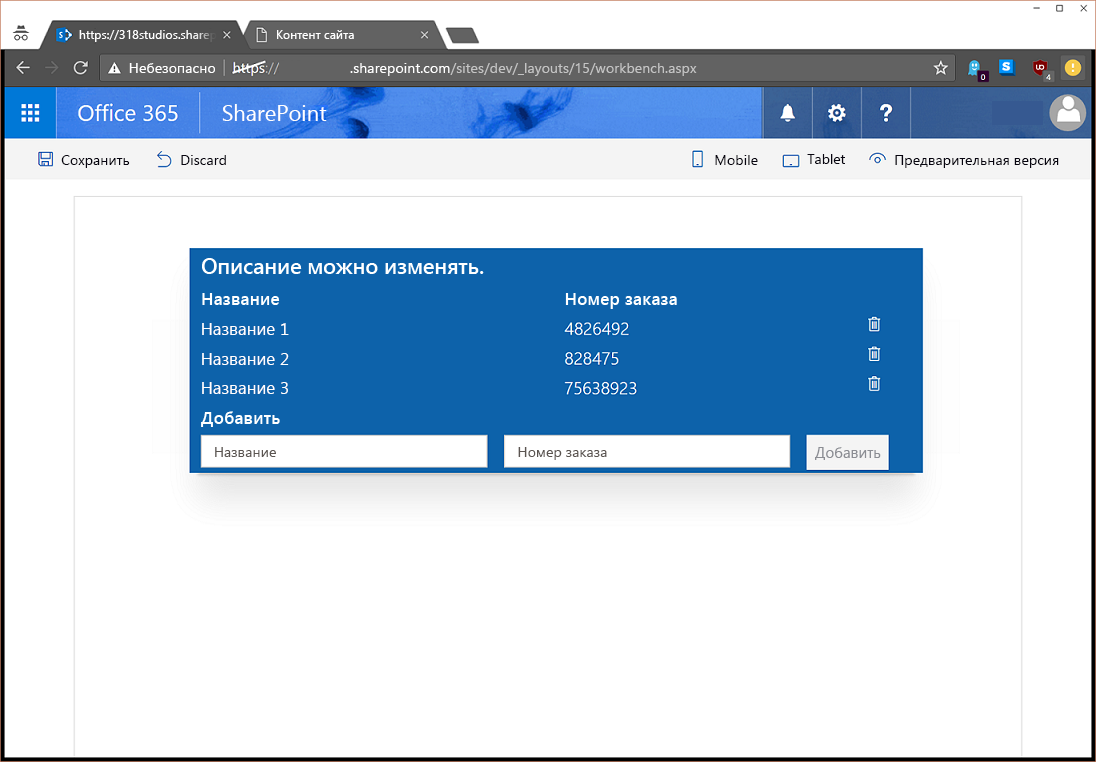 https://318studios.sharep
Контент сайта
Небезопасно https:// .sharepoint.com/sites/dev/_layouts/15/workbench.aspx
0
S
UD
4
Office 365 SharePoint ?
Сохранить Discard Mobile Tablet Предварительная версия
Описание можно изменять.
Название Номер заказа
Название 1 4826492
Название 2 828475
Название 3 75638923
Добавить
Название Номер заказа Добавить